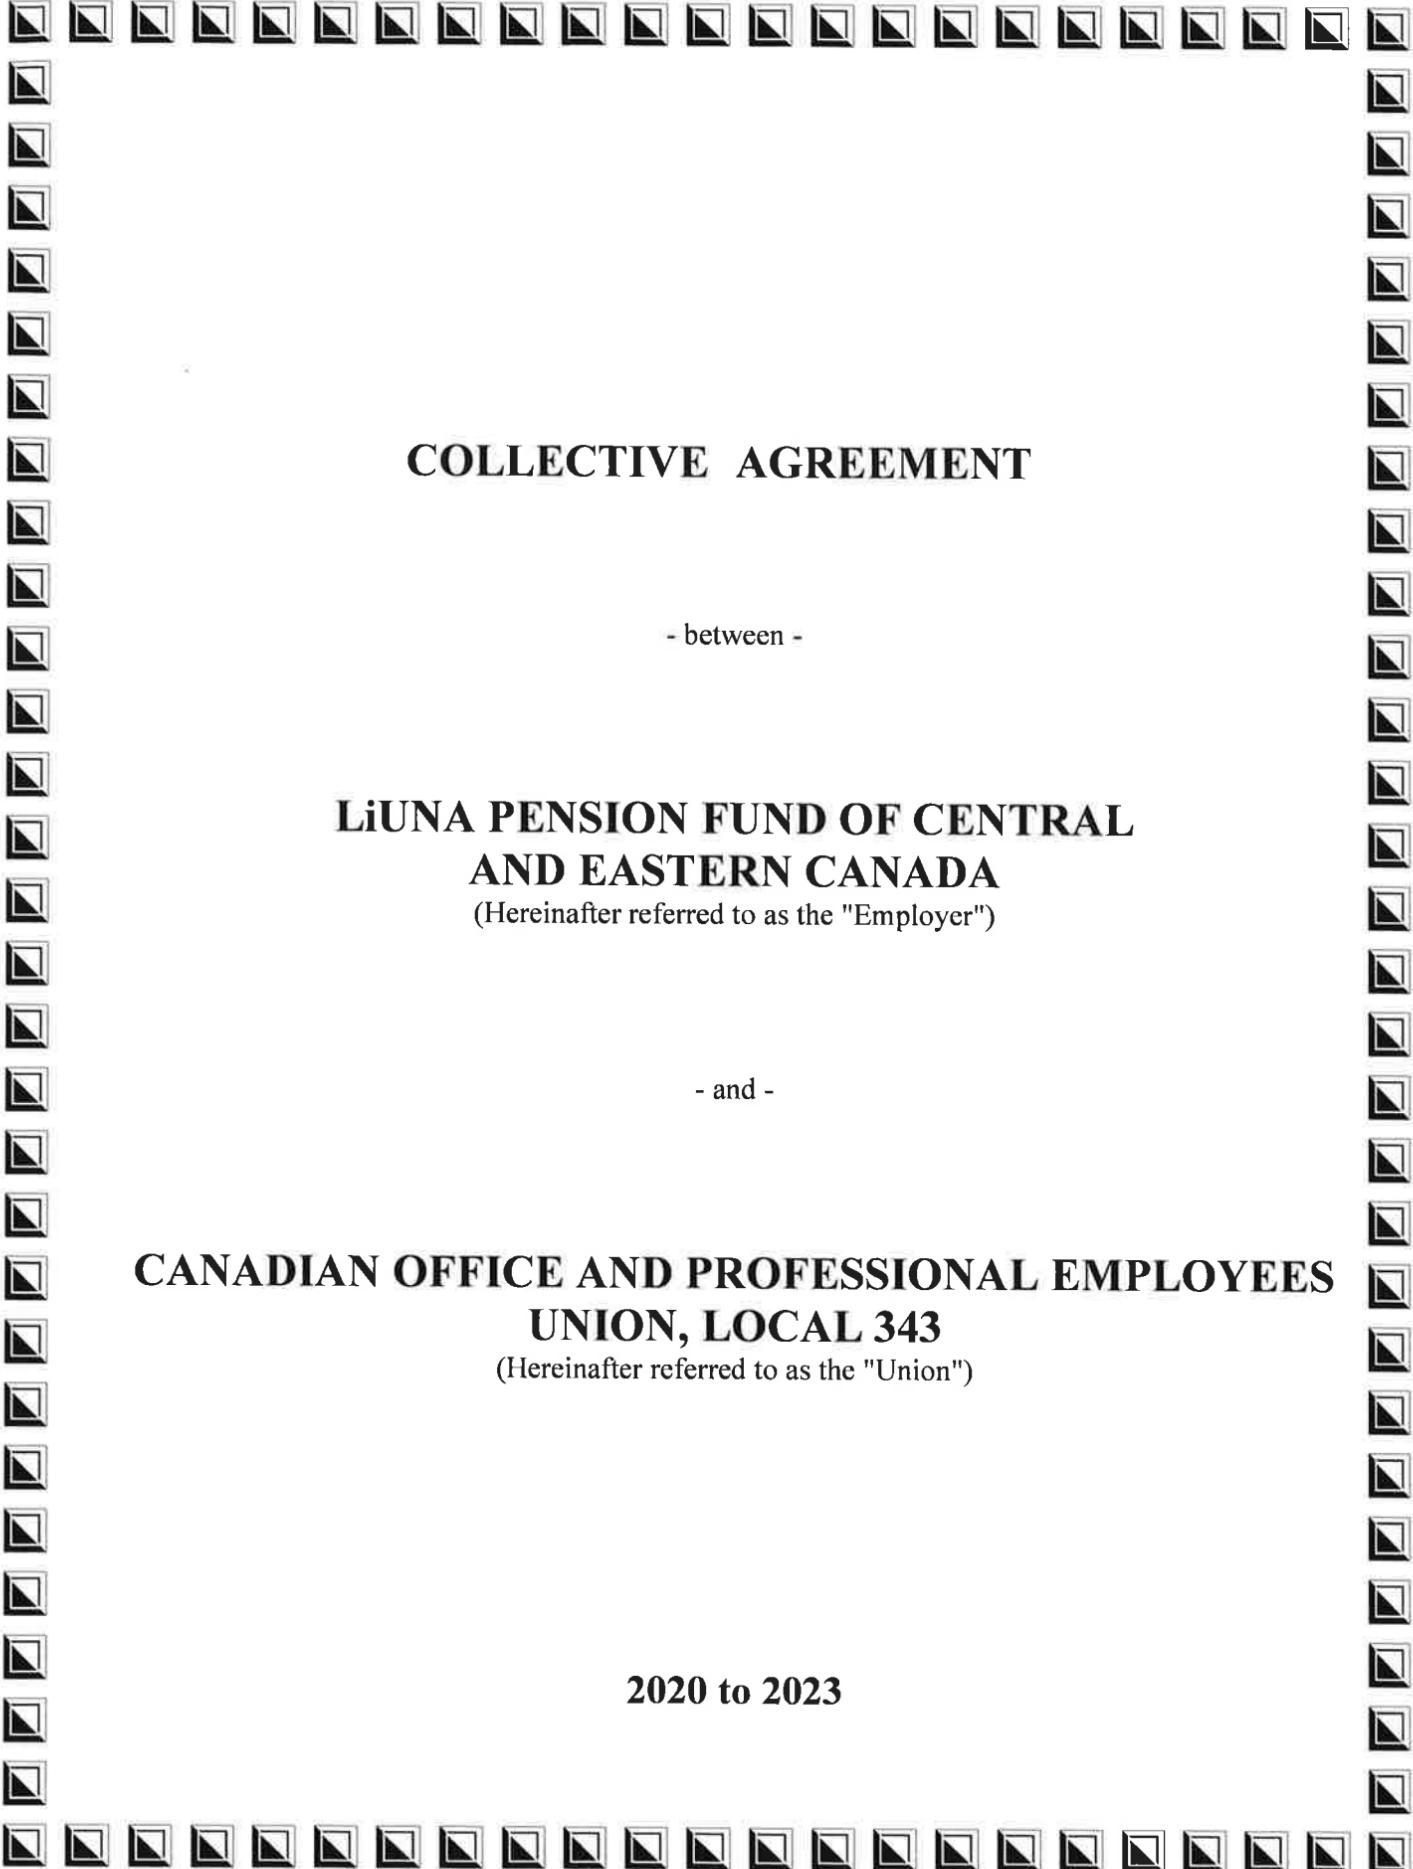 COLLECTIVE AGREEMENT
- between -
LiUNA PENSION FUND OF CENTRAL
AND EASTERN CANADA
(Hereinafter referred to as the "Employer")
- and -
CANADIAN OFFICE AND PROFESSIONAL EMPLOYEES
UNION, LOCAL 343
(Hereinafter referred to as the "Union")
2020 to 2023